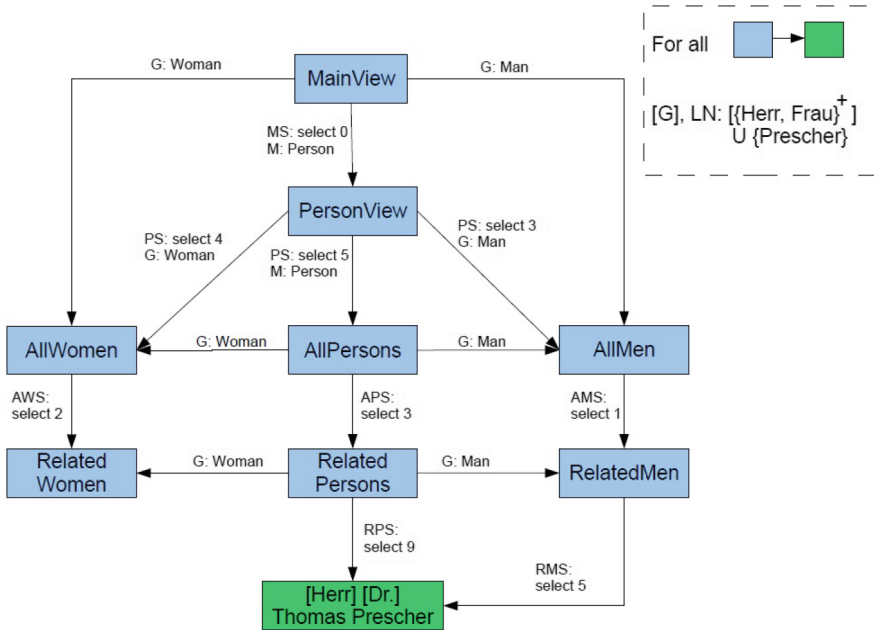 For all
[G], LN: [{Herr, Frau}+ ]
U {Prescher}
G: Woman
MainView
G: Man
MS: select 0
M: Person
PersonView
PS: select 4
G: Woman
PS: select 5
M: Person
PS: select 3
G: Man
AllWomen
G: Woman
AllPersons
G: Man
AllMen
AWS:
select 2
APS:
select 3
AMS:
select 1
Related
Women
G: Woman
Related
Persons
G: Man
RelatedMen
RPS:
select 9
RMS:
select 5
[Herr] [Dr.]
Thomas Prescher